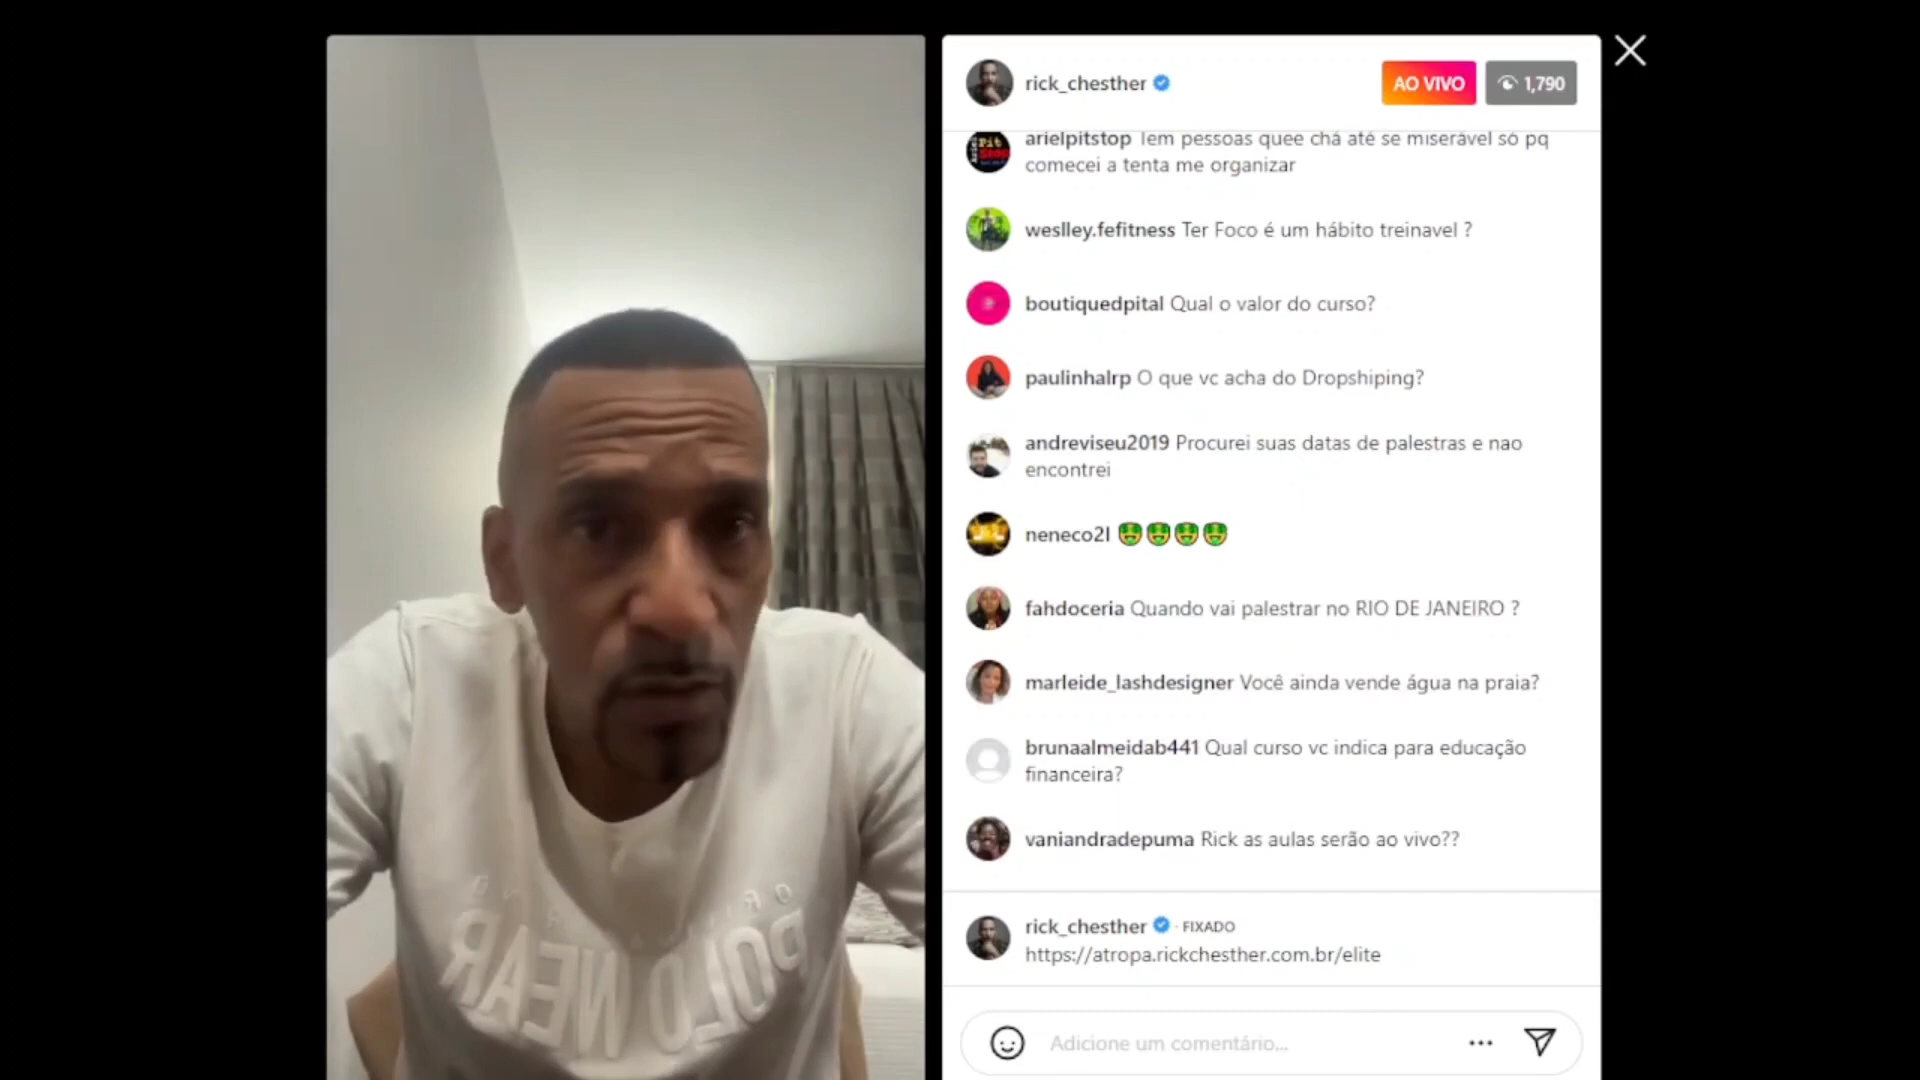 rick_chesther
AO VIVO
1,790
arielpitstop Tem pessoas quee chá até se miserável só pq
comecei a tenta me organizar
weslley.fefitness Ter Foco é um hábito treinavel ?
boutiquedpital Qual o valor do curso?
paulinhalrp O que vc acha do Dropshiping?
andreviseu2019 Procurei suas datas de palestras e nao
encontrei
neneco2l 🤑🤑🤑🤑
fahdoceria Quando vai palestrar no RIO DE JANEIRO ?
marleide_lashdesigner Você ainda vende água na praia?
brunaalmeidab441 Qual curso vc indica para educação
financeira?
vaniandradepuma Rick as aulas serão ao vivo??
rick_chesther · FIXADO
https://atropa.rickchesther.com.br/elite
Adicione um comentário...
POLO NEAR